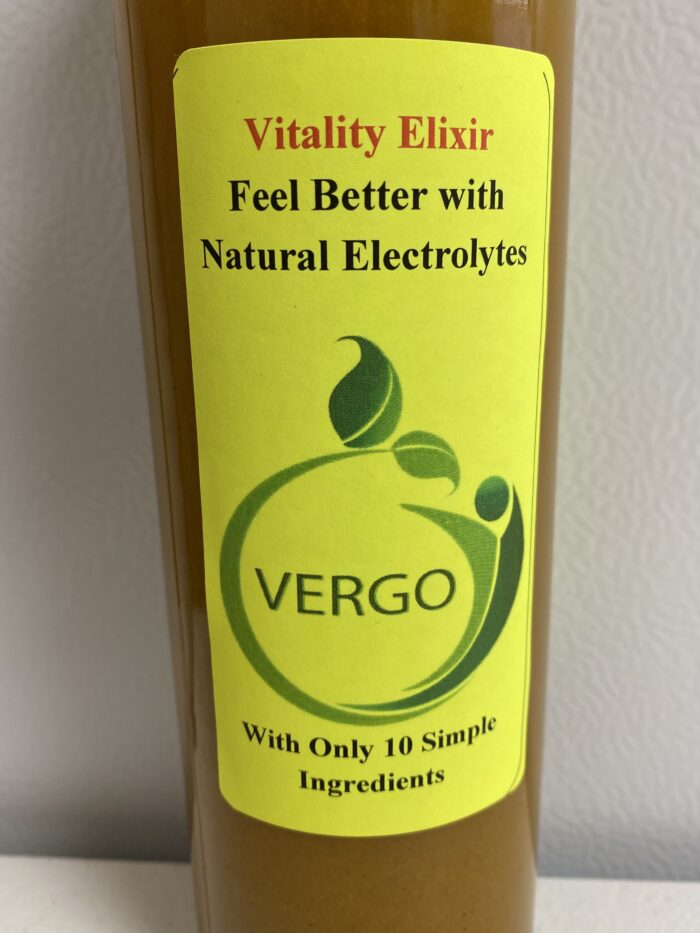 Vitality Elixir
Feel Better with
Natural Electrolytes
VERGO
With Only 10 Simple
Ingredients